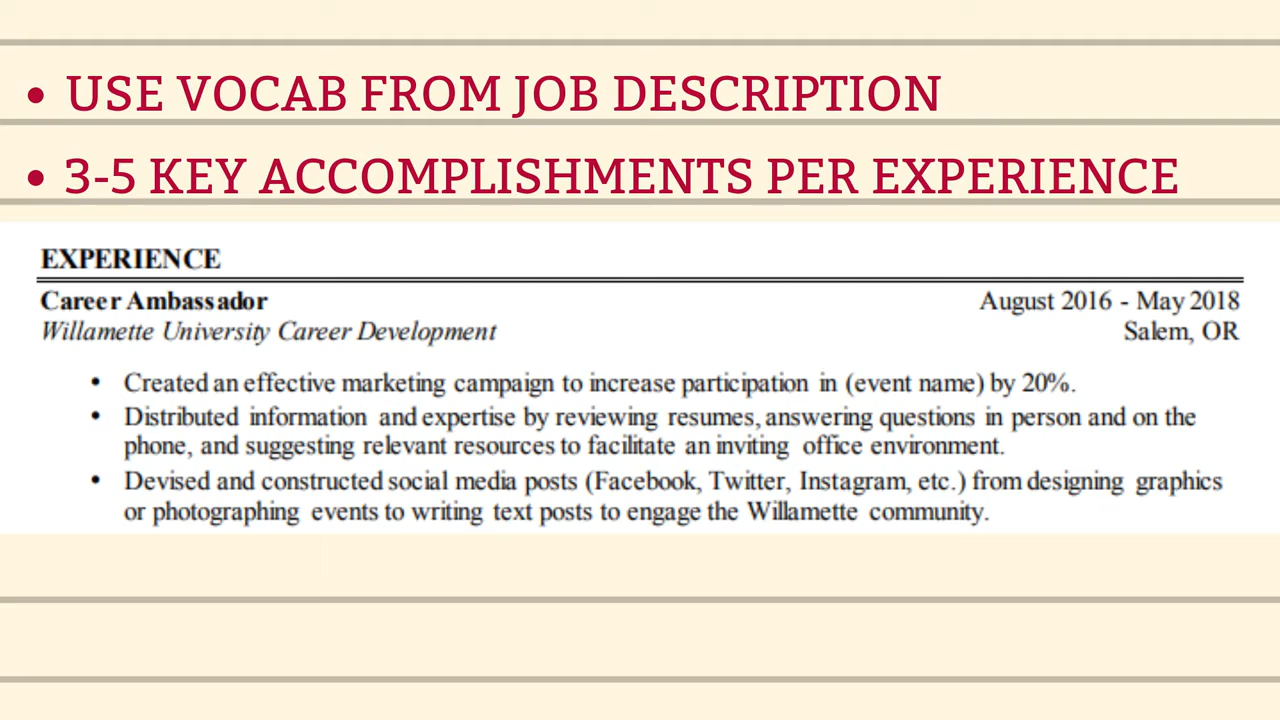 • USE VOCAB FROM JOB DESCRIPTION
• 3-5 KEY ACCOMPLISHMENTS PER EXPERIENCE
EXPERIENCE
Career Ambassador August 2016 - May 2018
Willamette University Career Development Salem, OR
• Created an effective marketing campaign to increase participation in (event name) by 20%.
• Distributed information and expertise by reviewing resumes, answering questions in person and on the
phone, and suggesting relevant resources to facilitate an inviting office environment.
• Devised and constructed social media posts (Facebook, Twitter, Instagram, etc.) from designing graphics
or photographing events to writing text posts to engage the Willamette community.